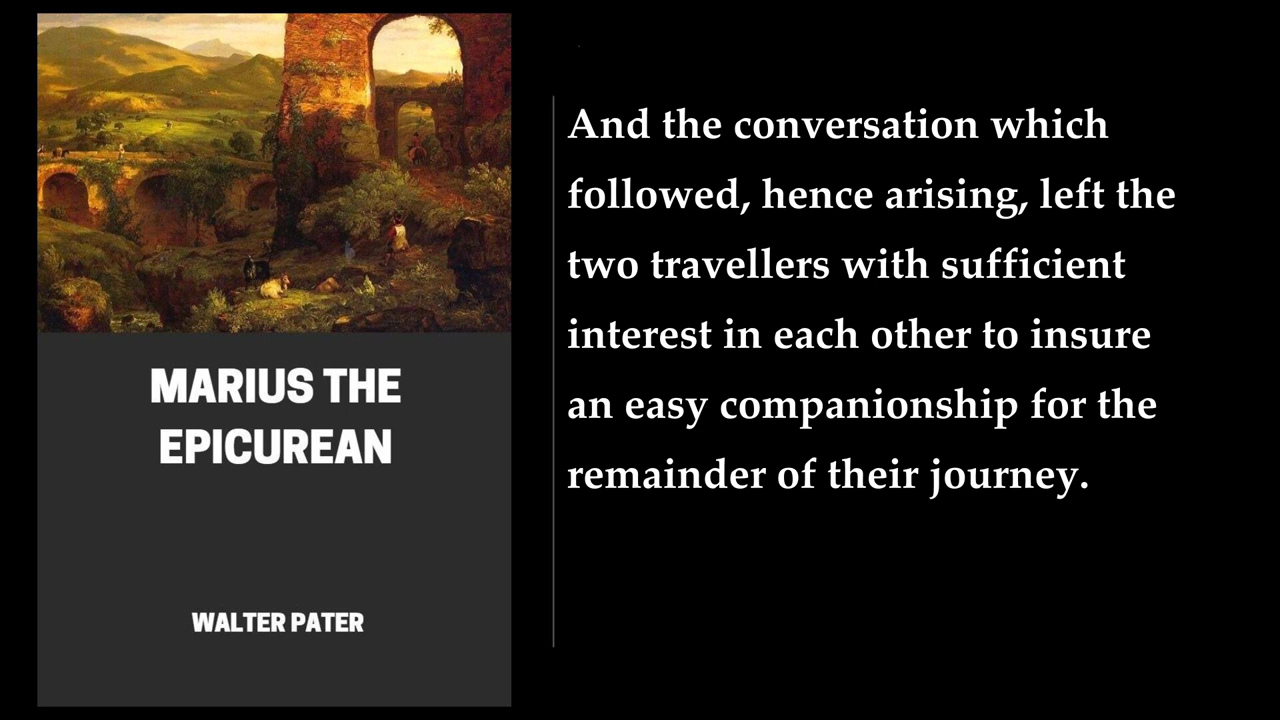 MARIUS THE
EPICUREAN
WALTER PATER
And the conversation which
followed, hence arising, left the
two travellers with sufficient
interest in each other to insure
an easy companionship for the
remainder of their journey.